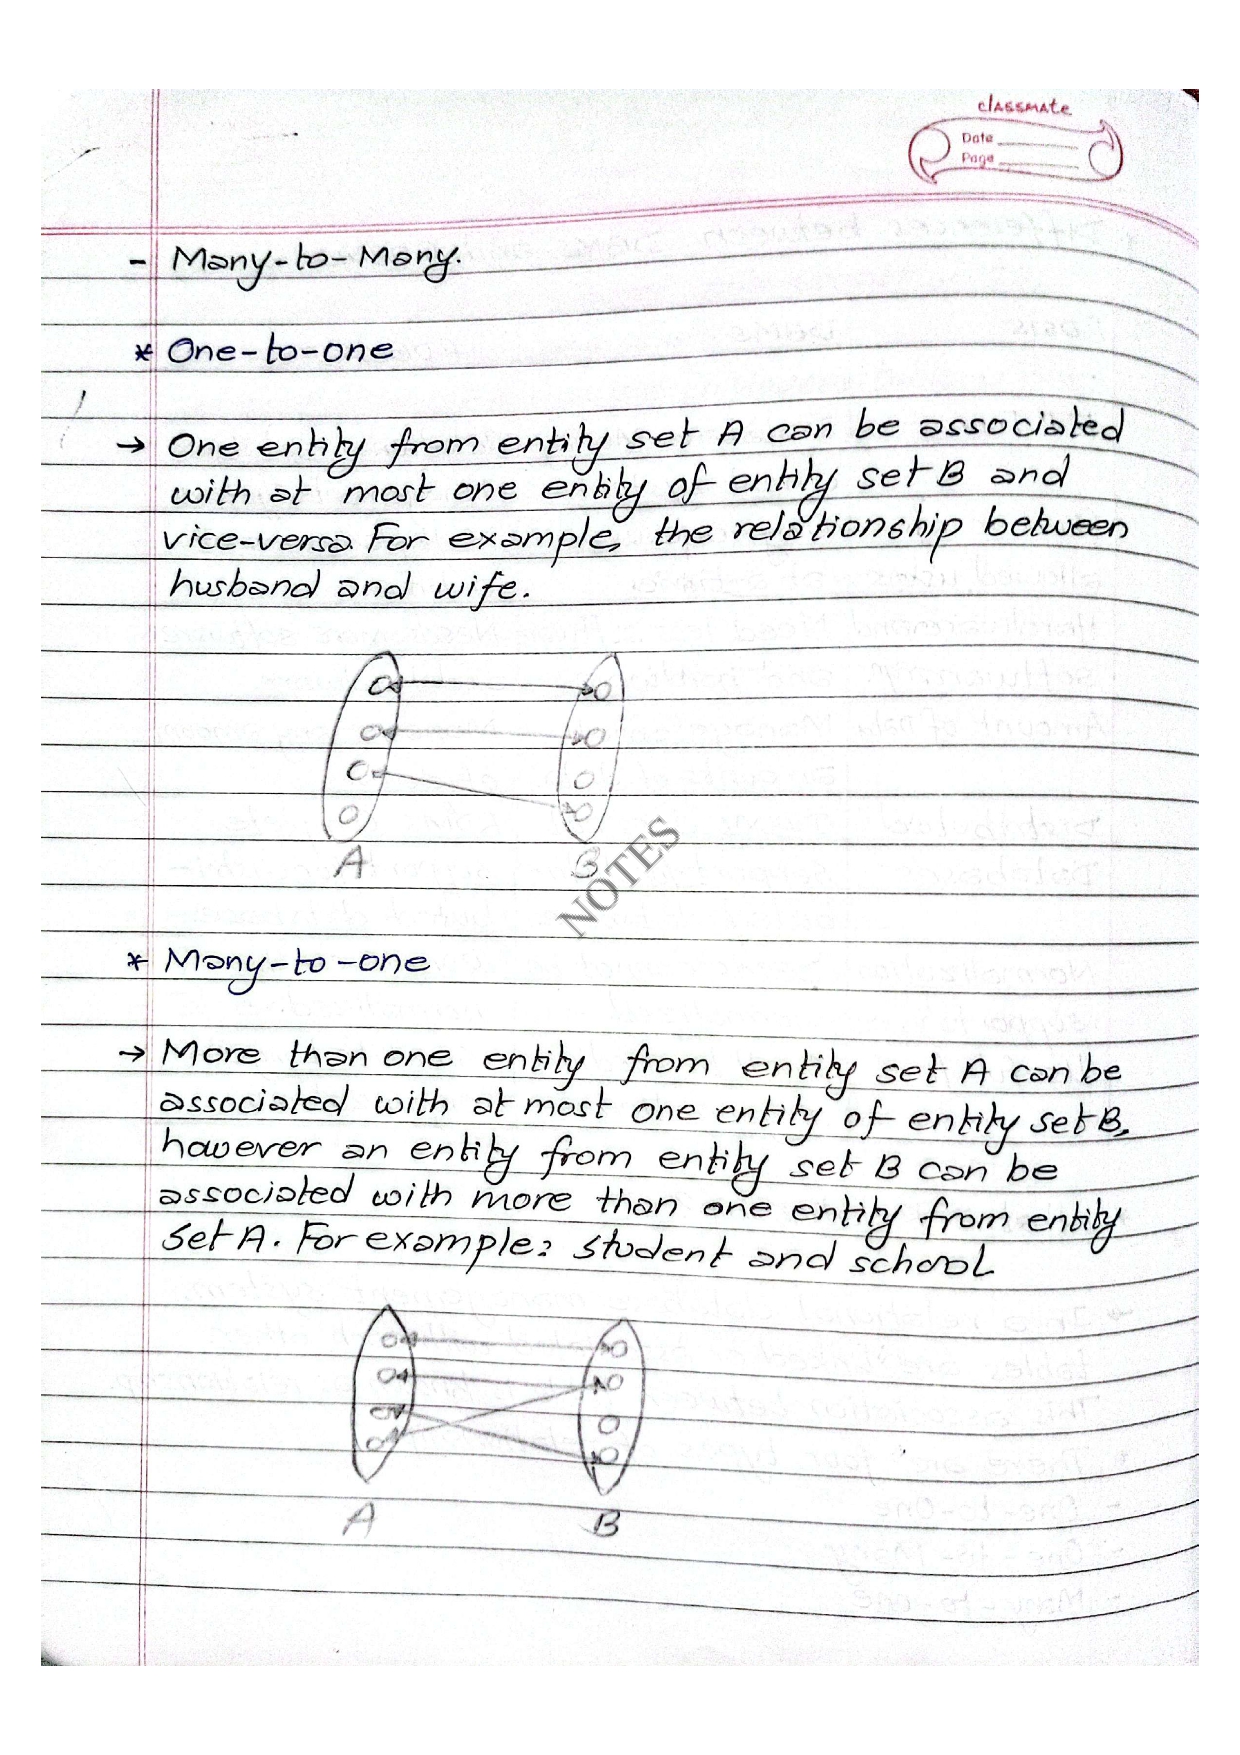 classmate
Date
Page
- Many-to-Many.
* One-to-one
→ One entity from entity set A can be associated
with at most one entity of entity set B and
vice-versa. For example, the relationship between
husband and wife.
A B
NOTES
* Many-to-one
→ More than one entity from entity set A can be
associated with at most one entity of entity set B,
however an entity from entity set B can be
associated with more than one entity from entity
set A. For example: student and school
A B